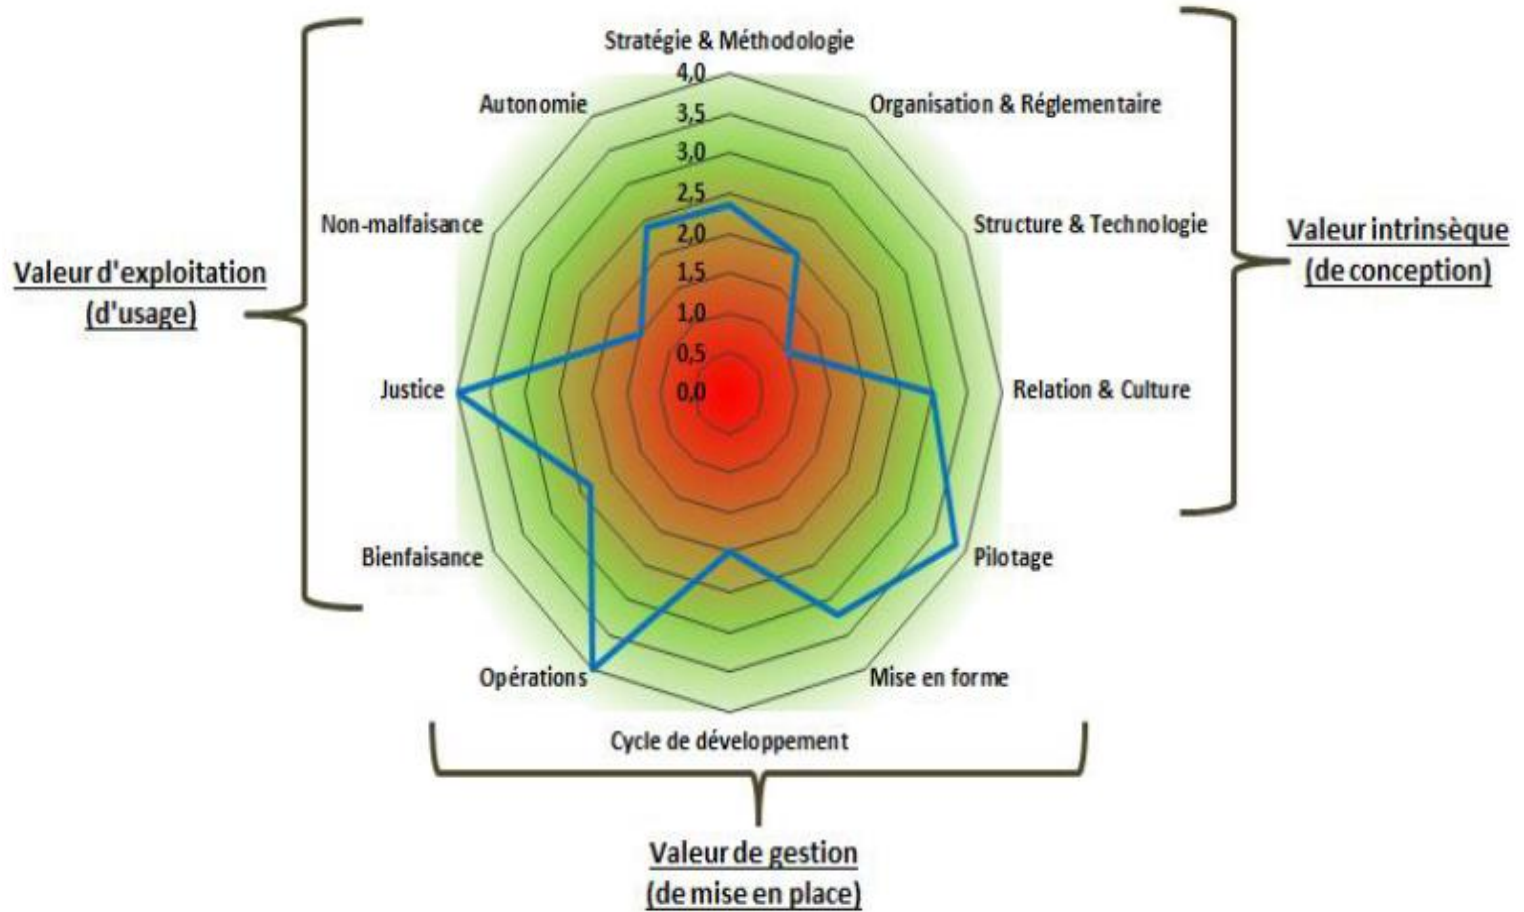 Stratégie & Méthodologie
4,0
3,5
3,0
2,5
2,0
1,5
1,0
0,5
0,0
Organisation & Réglementaire
Structure & Technologie
Relation & Culture
Pilotage
Mise en forme
Cycle de développement
Opérations
Bienfaisance
Justice
Non-malfaisance
Autonomie
Valeur intrinsèque
(de conception)
Valeur de gestion
(de mise en place)
Valeur d'exploitation
(d'usage)